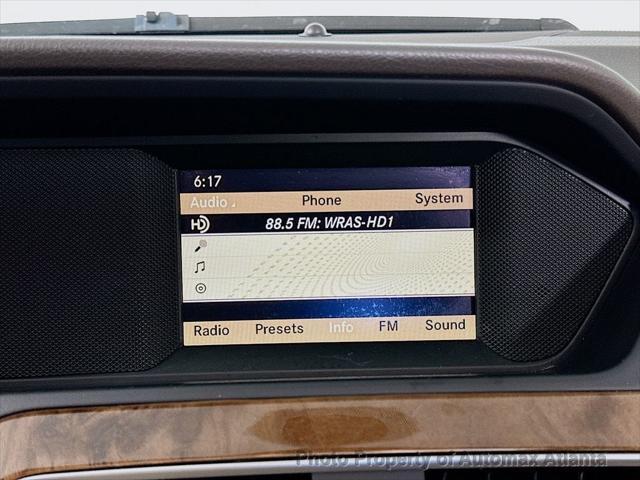 6:17
Audio Phone System
HD 88.5 FM: WRAS-HD1
Radio Presets Info FM Sound
Photo Property of Automax Atlanta